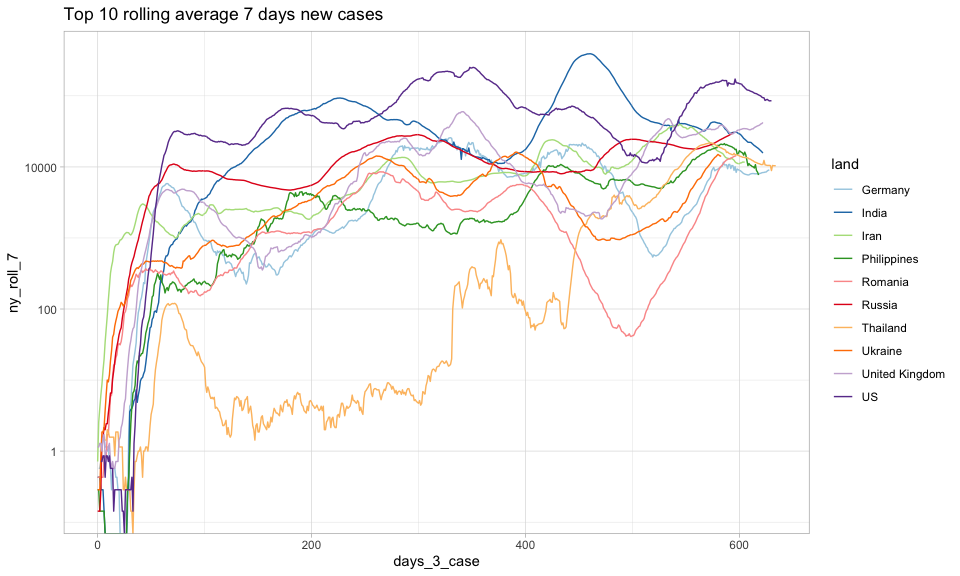 Top 10 rolling average 7 days new cases
10000
100
1
ny_roll_7
0
200
400
600
days_3_case
land
Germany
India
Iran
Philippines
Romania
Russia
Thailand
Ukraine
United Kingdom
US